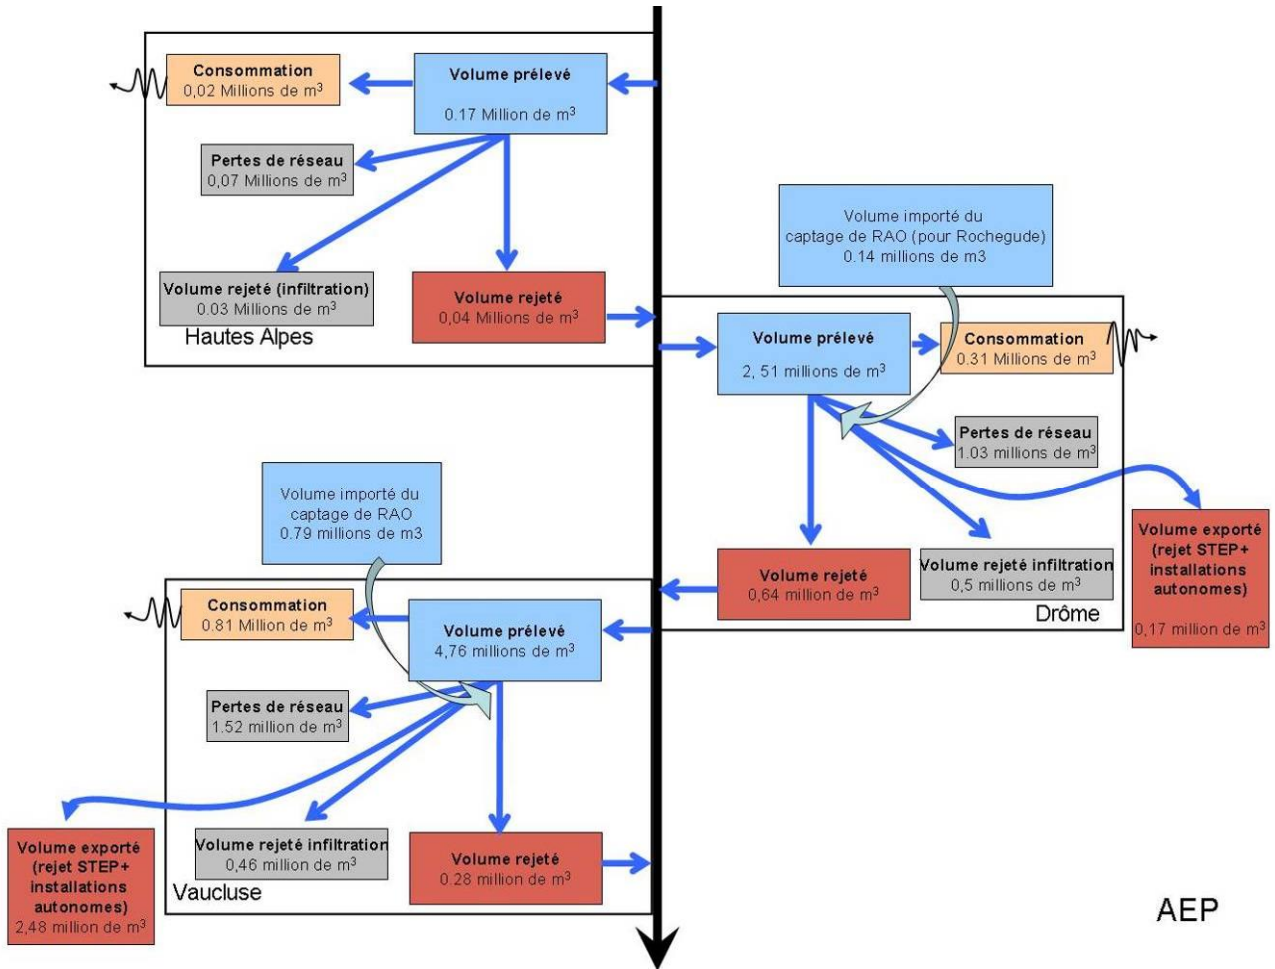 Consommation
0,02 Millions de m³
Volume prélevé
0.17 Million de m³
Pertes de réseau
0,07 Millions de m³
Volume rejeté (infiltration)
0.03 Millions de m³
Volume rejeté
0,04 Millions de m³
Hautes Alpes
Volume importé du
captage de RAO (pour Rochegude)
0.14 millions de m3
Volume prélevé
2, 51 millions de m³
Consommation
0.31 Millions de m³
Pertes de réseau
1.03 millions de m³
Volume exporté
(rejet STEP+
installations
autonomes)
0,17 million de m³
Volume rejeté infiltration
0,5 millions de m³
Volume rejeté
0,64 million de m³
Drôme
Volume importé du
captage de RAO
0.79 millions de m3
Consommation
0.81 Million de m³
Volume prélevé
4,76 millions de m³
Pertes de réseau
1.52 million de m³
Volume exporté
(rejet STEP+
installations
autonomes)
2,48 million de m³
Volume rejeté infiltration
0,46 million de m³
Volume rejeté
0.28 million de m³
Vaucluse
AEP